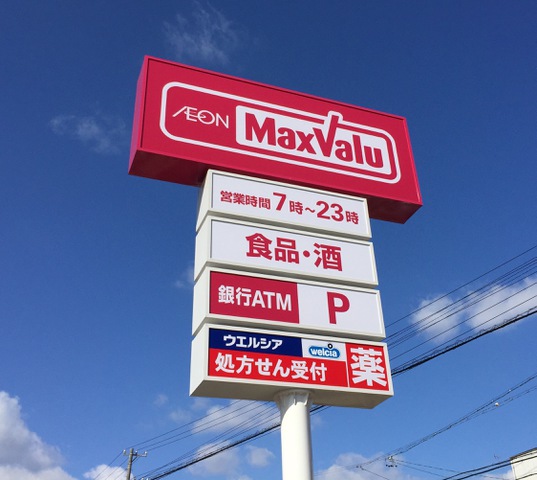 ÆON MaxValu
営業時間 7時~23時
食品・酒
銀行ATM P
ウエルシア welcia
処方せん受付 薬